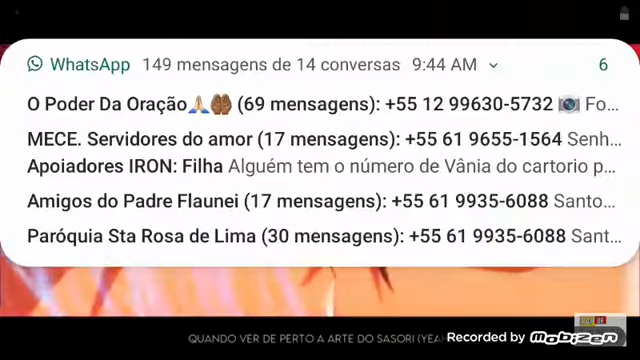 WhatsApp 149 mensagens de 14 conversas 9:44 AM 6
O Poder Da Oração🙏🏻🤲🏾 (69 mensagens): +55 12 99630-5732 📷 Fo...
MECE. Servidores do amor (17 mensagens): +55 61 9655-1564 Senh...
Apoiadores IRON: Filha Alguém tem o número de Vânia do cartorio p...
Amigos do Padre Flaunei (17 mensagens): +55 61 9935-6088 Santo...
Paróquia Sta Rosa de Lima (30 mensagens): +55 61 9935-6088 Sant...
QUANDO VER DE PERTO A ARTE DO SASORI (YEAH
Recorded by mobizen